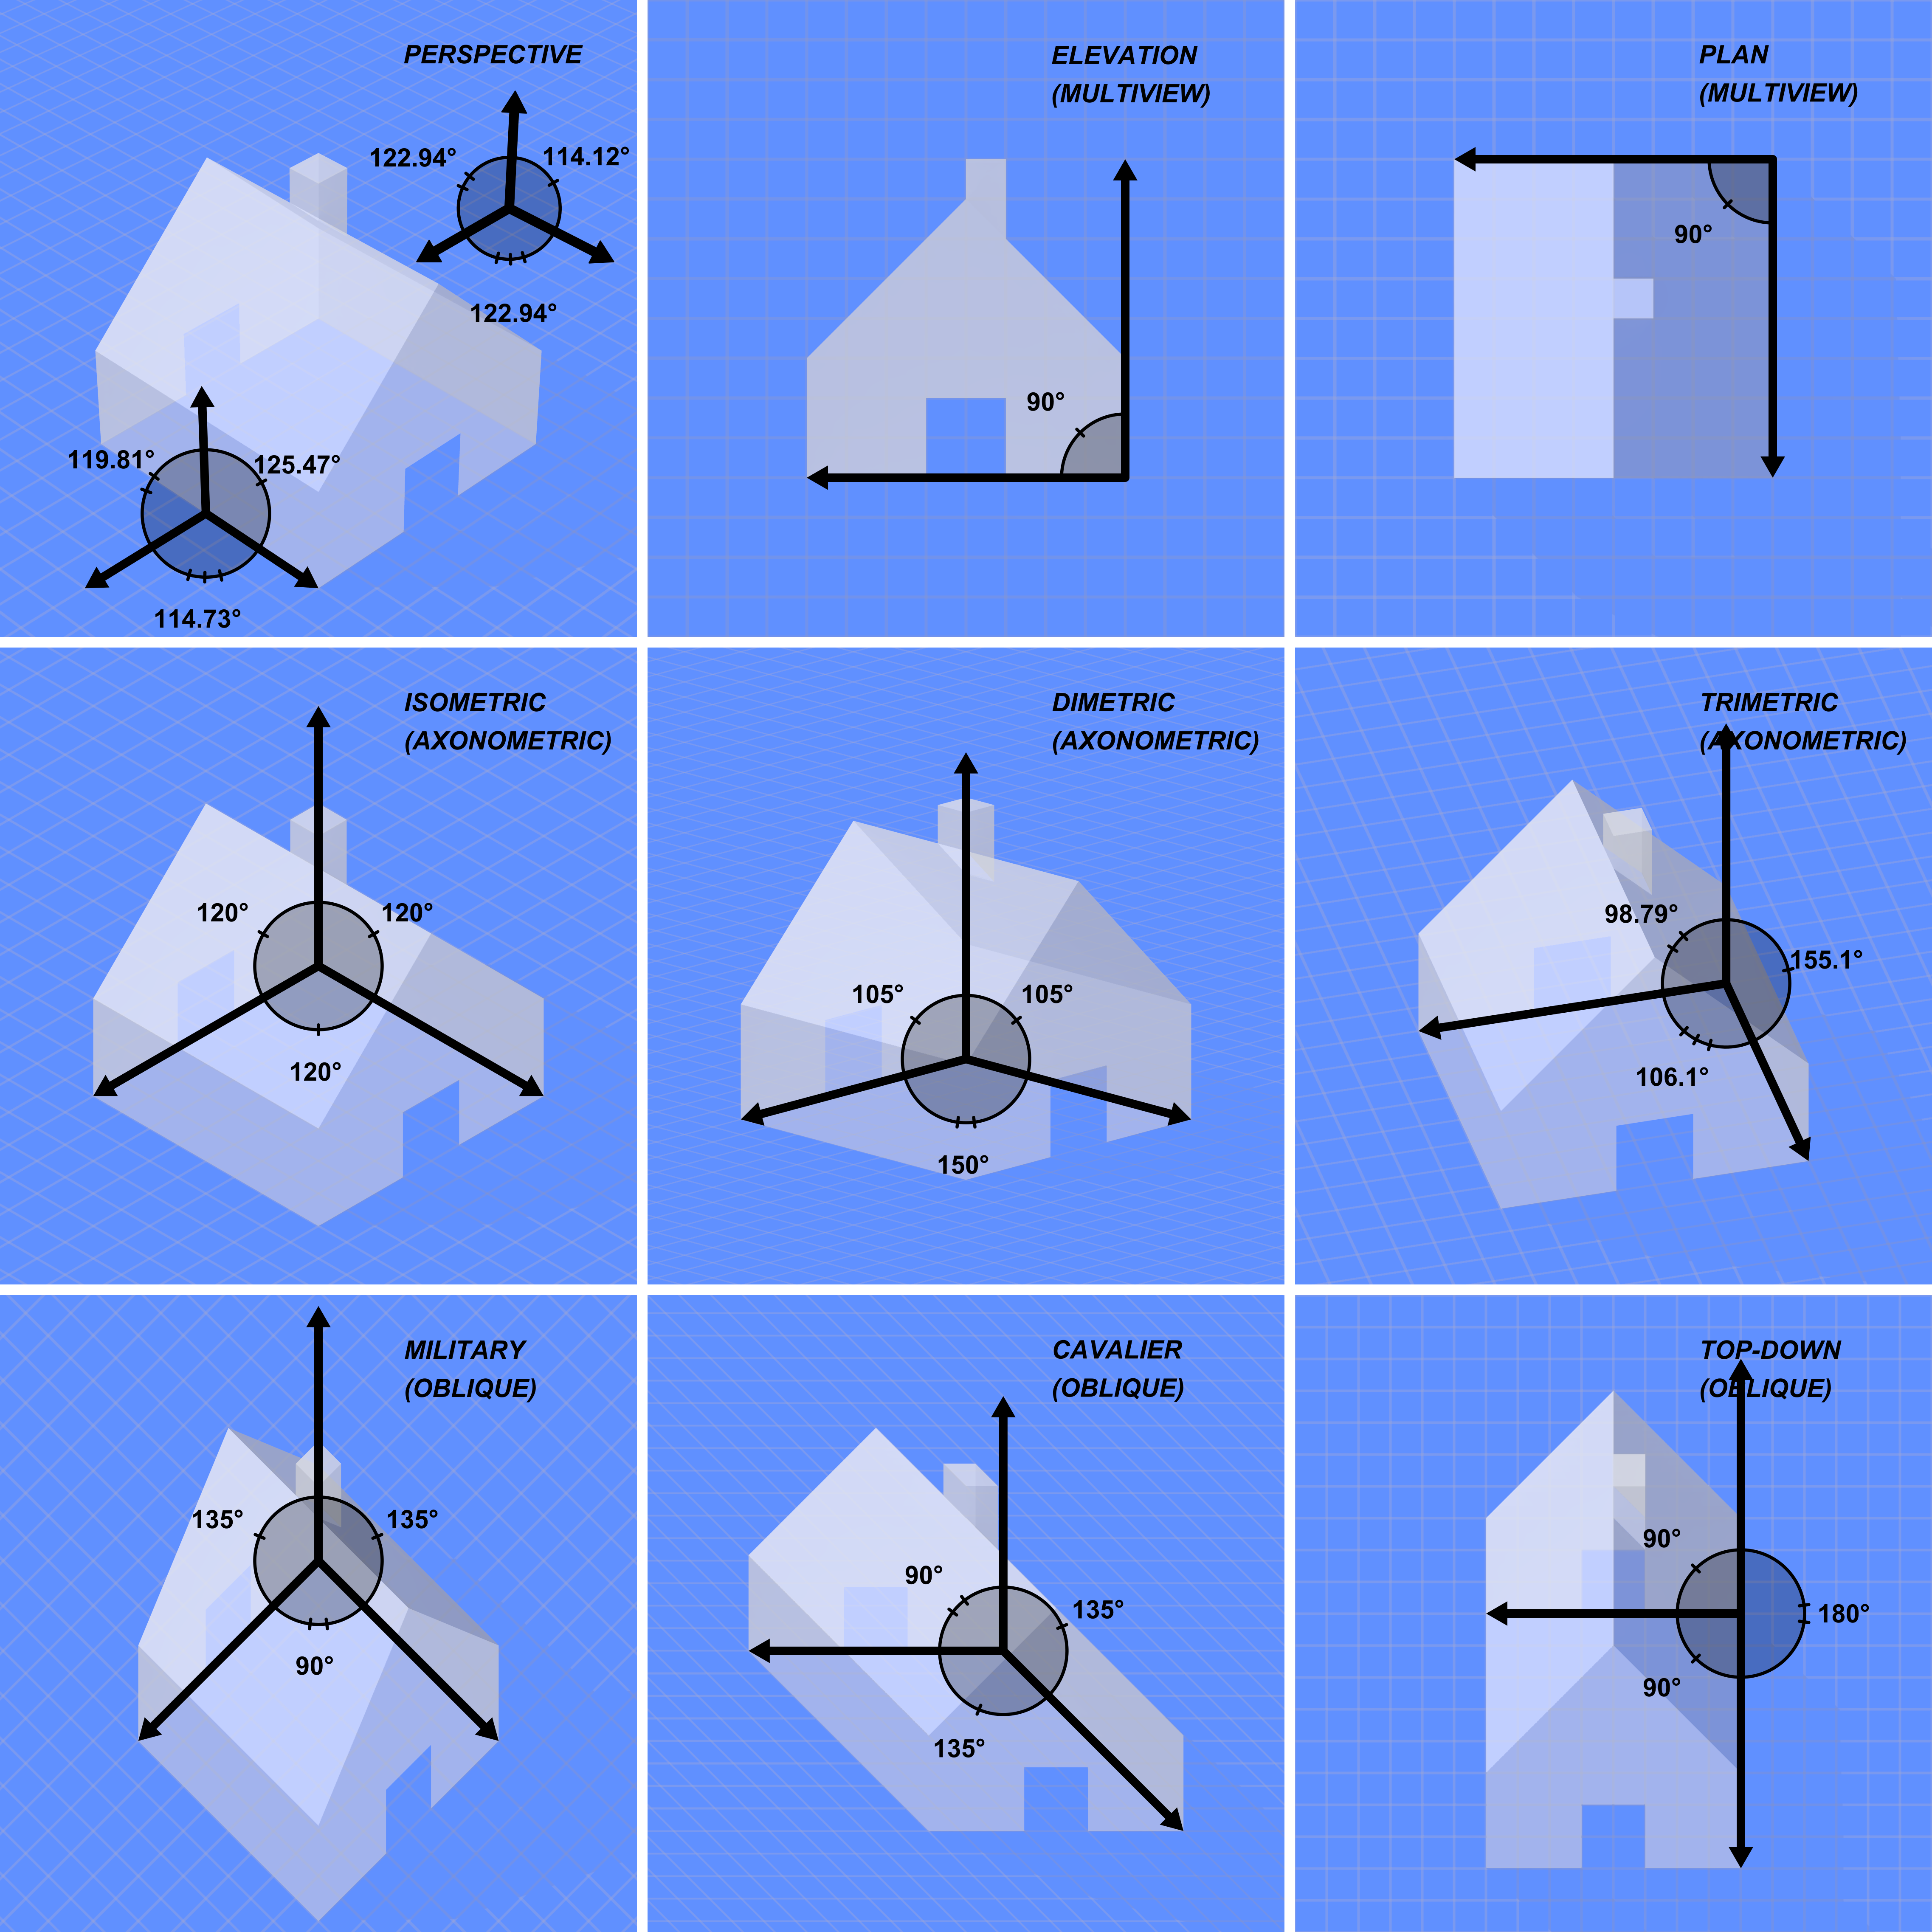 PERSPECTIVE
122.94°
114.12°
122.94°
119.81°
125.47°
114.73°
ELEVATION
(MULTIVIEW)
90°
PLAN
(MULTIVIEW)
90°
ISOMETRIC
(AXONOMETRIC)
120°
120°
120°
DIMETRIC
(AXONOMETRIC)
105°
105°
150°
TRIMETRIC
(AXONOMETRIC)
98.79°
155.1°
106.1°
MILITARY
(OBLIQUE)
135°
135°
90°
CAVALIER
(OBLIQUE)
90°
135°
135°
TOP-DOWN
(OBLIQUE)
90°
180°
90°